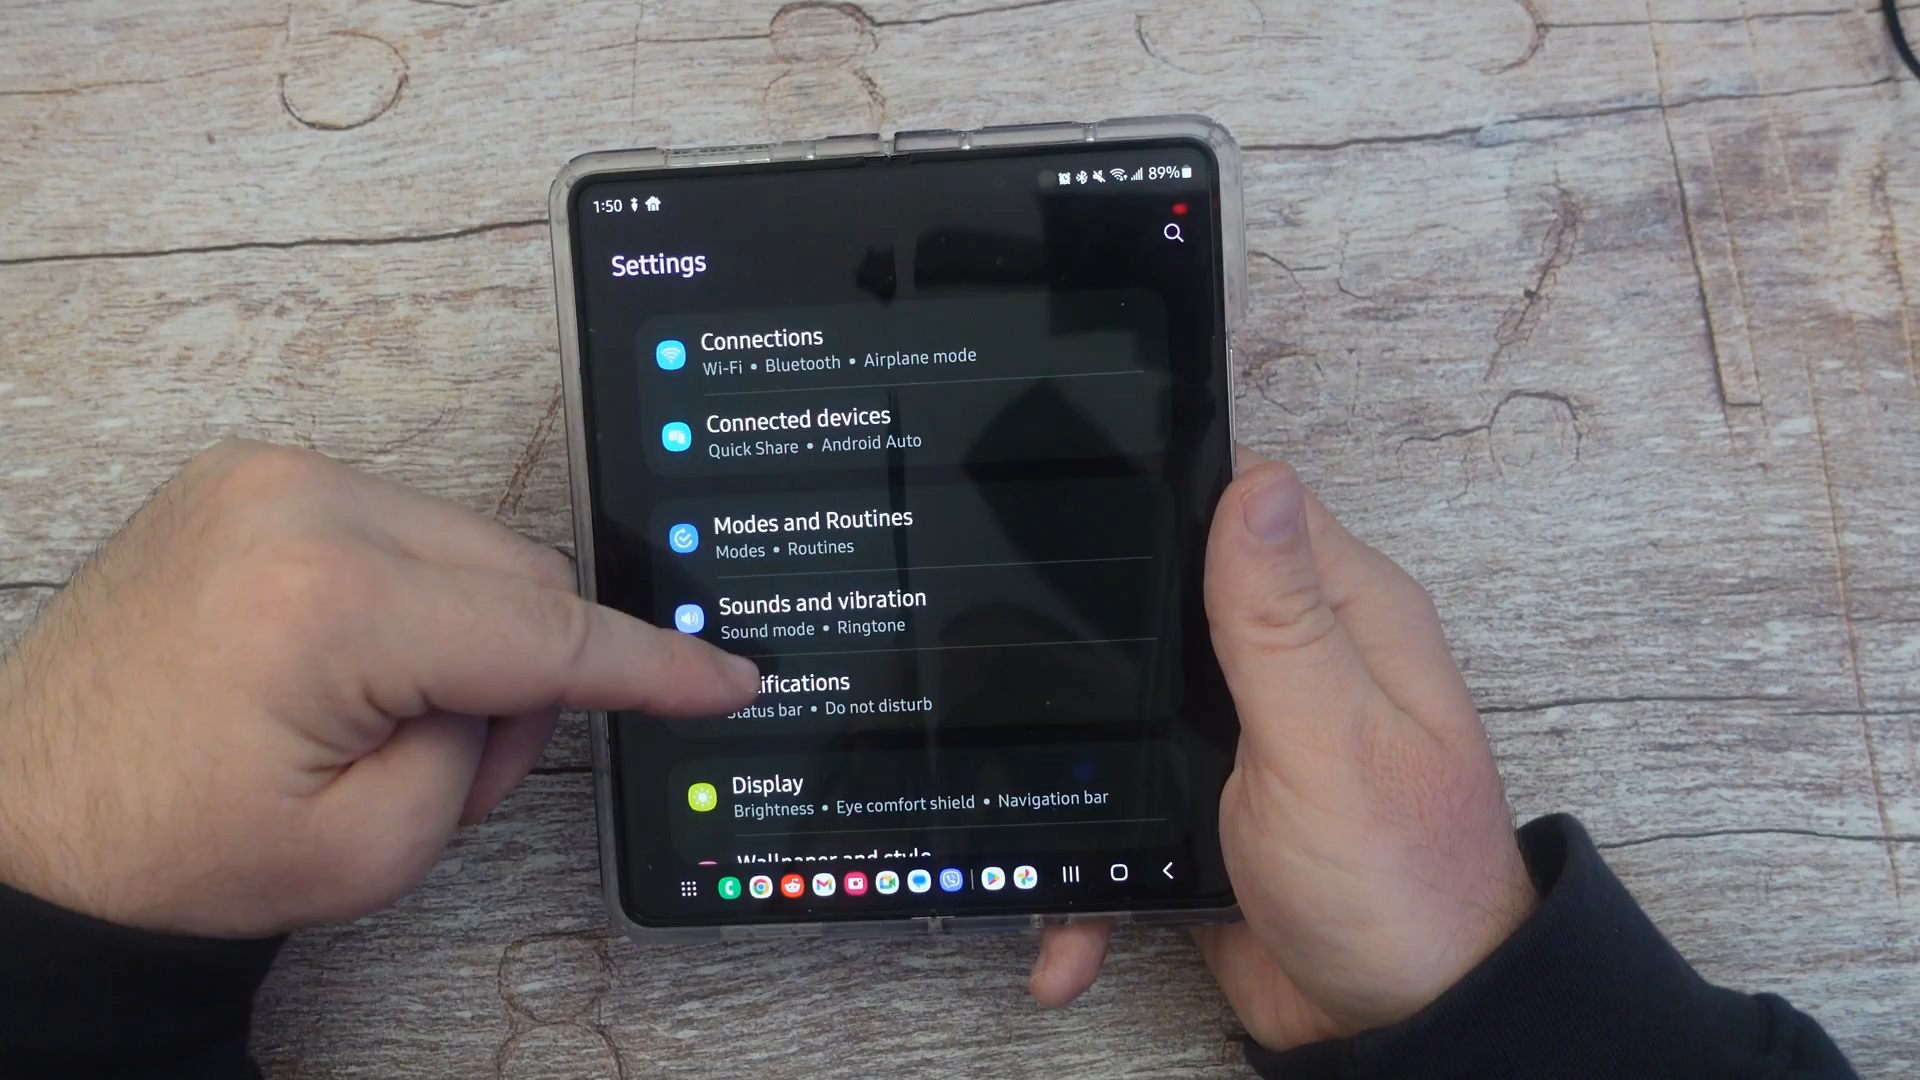 89%
1:50
Settings
Connections
Wi-Fi • Bluetooth • Airplane mode
Connected devices
Quick Share • Android Auto
Modes and Routines
Modes • Routines
Sounds and vibration
Sound mode • Ringtone
ifications
Status bar • Do not disturb
Display
Brightness • Eye comfort shield • Navigation bar
Wallpaper and style